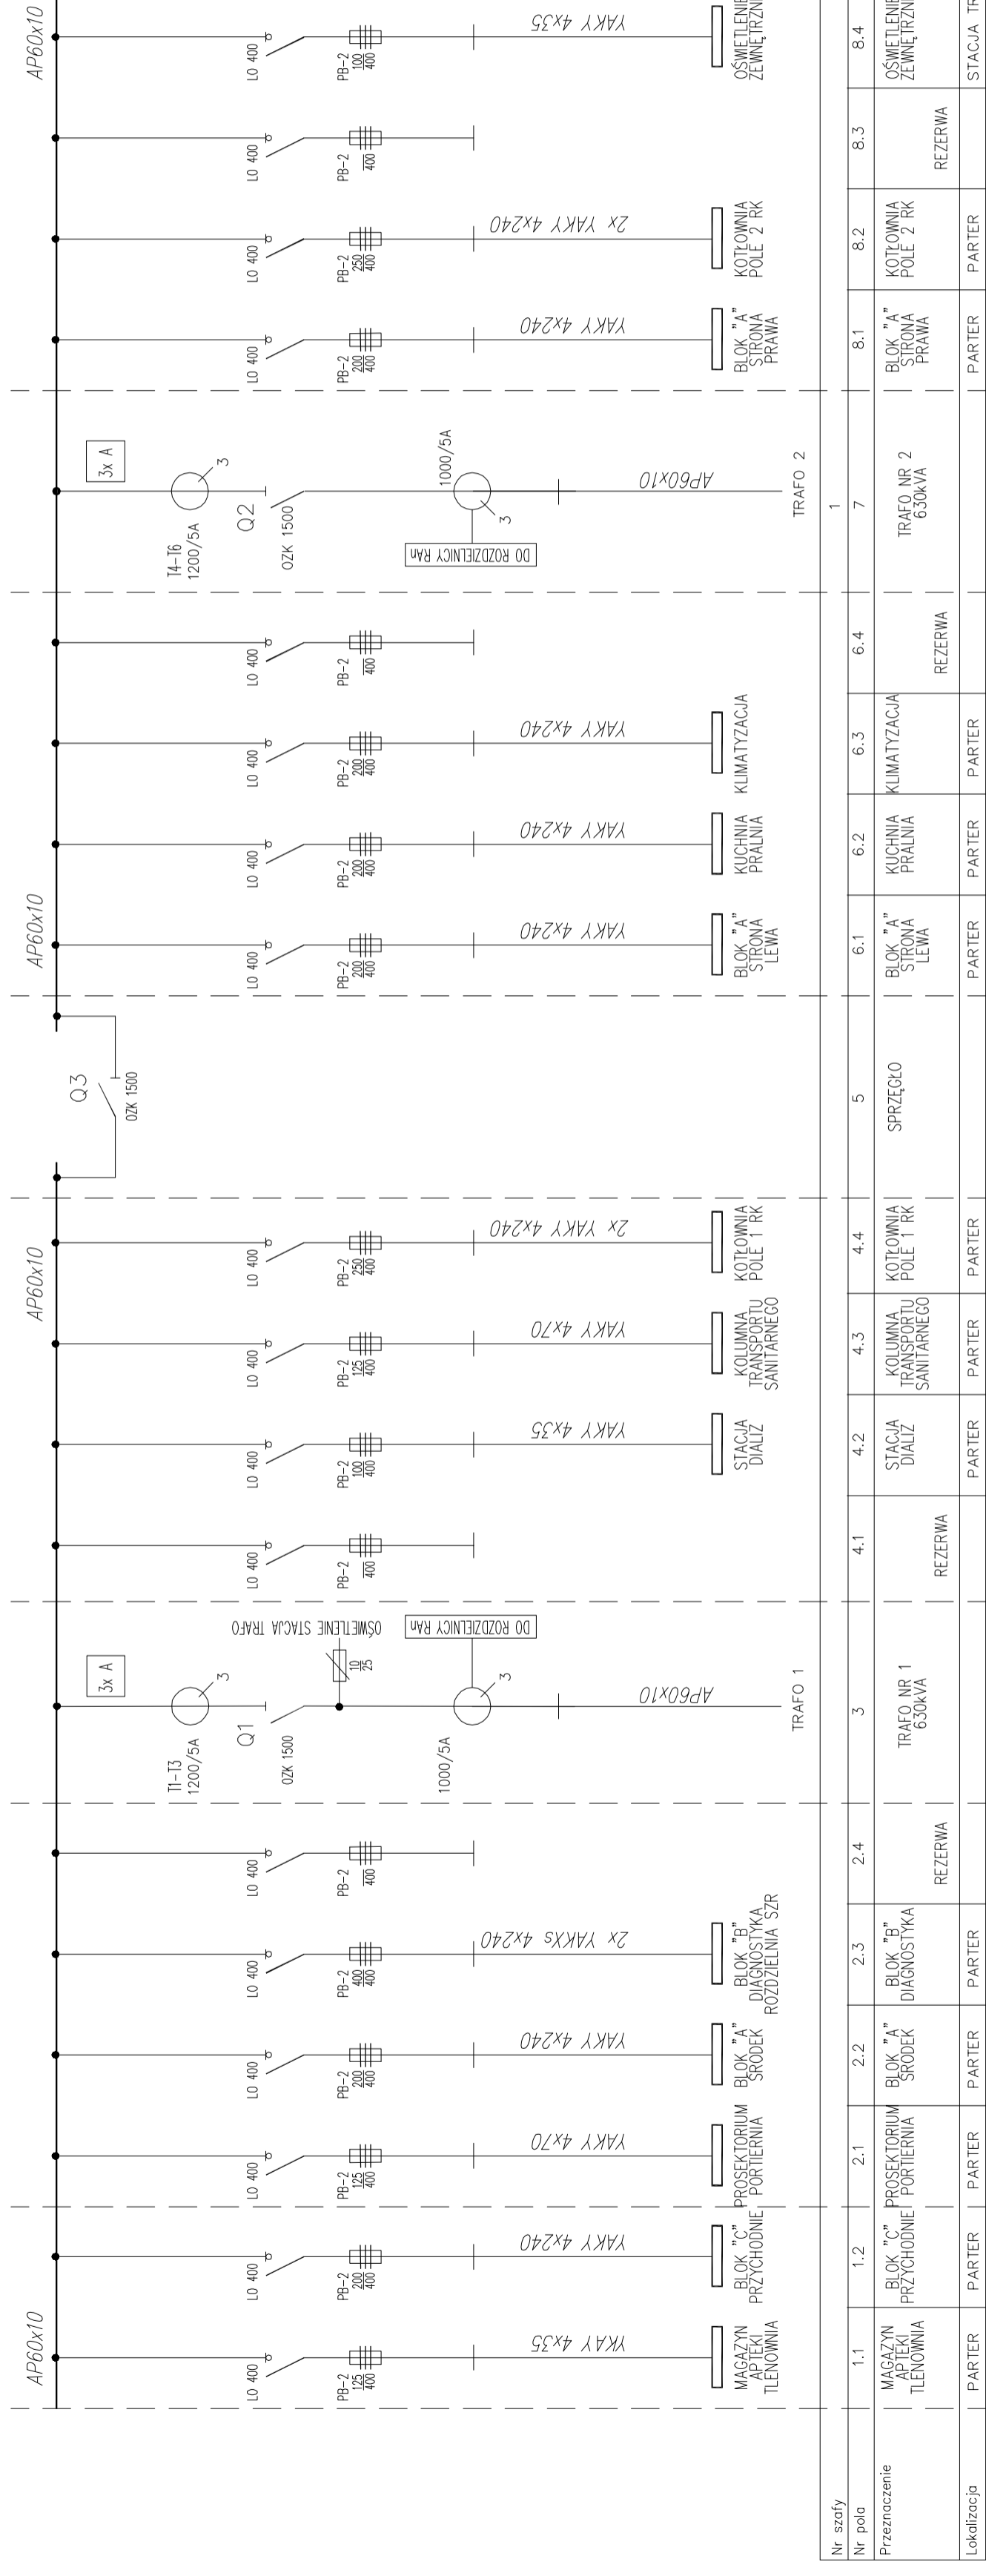 AP60x10
LO 400
PB-2
125
400
YKAY 4x35
MAGAZYN
APTEKI
TLENOWNIA
LO 400
PB-2
200
400
YAKY 4x240
BLOK "C"
PRZYCHODNIE
LO 400
PB-2
125
400
YAKY 4x70
PROSEKTORIUM
PORTIERNIA
LO 400
PB-2
200
400
YAKY 4x240
BLOK "A"
ŚRODEK
LO 400
PB-2
400
400
2x YAKXs 4x240
BLOK "B"
DIAGNOSTYKA
ROZDZIELNIA SZR
LO 400
PB-2
400
3x A
T1-T3
1200/5A
3
Q1
OZK 1500
OŚWIETLENIE STACJA TRAFO
10
25
1000/5A
3
DO ROZDZIELNICY RAn
AP60x10
TRAFO 1
LO 400
PB-2
400
LO 400
PB-2
100
400
YAKY 4x35
STACJA
DIALIZ
LO 400
PB-2
125
400
YAKY 4x70
KOLUMNA
TRANSPORTU
SANITARNEGO
AP60x10
LO 400
PB-2
250
400
2x YAKY 4x240
KOTŁOWNIA
POLE 1 RK
Q3
OZK 1500
AP60x10
LO 400
PB-2
200
400
YAKY 4x240
BLOK "A"
STRONA
LEWA
LO 400
PB-2
200
400
YAKY 4x240
KUCHNIA
PRALNIA
LO 400
PB-2
200
400
YAKY 4x240
KLIMATYZACJA
LO 400
PB-2
400
3x A
T4-T6
1200/5A
3
Q2
OZK 1500
1000/5A
3
DO ROZDZIELNICY RAn
AP60x10
TRAFO 2
LO 400
PB-2
200
400
YAKY 4x240
BLOK "A"
STRONA
PRAWA
LO 400
PB-2
250
400
2x YAKY 4x240
KOTŁOWNIA
POLE 2 RK
LO 400
PB-2
400
AP60x10
LO 400
PB-2
100
400
YAKY 4x35
OŚWIETLENIE
ZEWNĘTRZN
Nr szafy 1
Nr pola 1.1 1.2 2.1 2.2 2.3 2.4 3 4.1 4.2 4.3 4.4 5 6.1 6.2 6.3 6.4 7 8.1 8.2 8.3 8.4
Przeznaczenie
MAGAZYN
APTEKI
TLENOWNIA
BLOK "C"
PRZYCHODNIE
PROSEKTORIUM
PORTIERNIA
BLOK "A"
ŚRODEK
BLOK "B"
DIAGNOSTYKA
REZERWA
TRAFO NR 1
630kVA
REZERWA
STACJA
DIALIZ
KOLUMNA
TRANSPORTU
SANITARNEGO
KOTŁOWNIA
POLE 1 RK
SPRZĘGŁO
BLOK "A"
STRONA
LEWA
KUCHNIA
PRALNIA
KLIMATYZACJA
REZERWA
TRAFO NR 2
630kVA
BLOK "A"
STRONA
PRAWA
KOTŁOWNIA
POLE 2 RK
REZERWA
OŚWIETLENIE
ZEWNĘTRZN
Lokalizacja PARTER PARTER PARTER PARTER PARTER PARTER PARTER PARTER PARTER PARTER PARTER PARTER PARTER STACJA TR